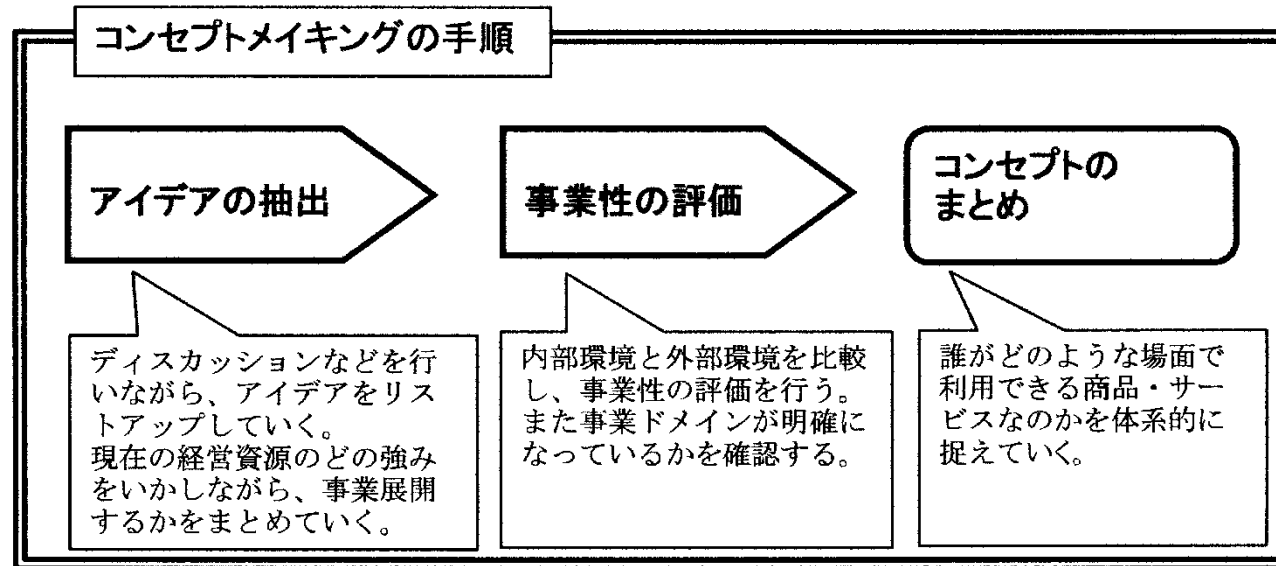 コンセプトメイキングの手順
アイデアの抽出
事業性の評価
コンセプトの
まとめ
ディスカッションなどを行
いながら、アイデアをリス
トアップしていく。
現在の経営資源のどの強み
をいかしながら、事業展開
するかをまとめていく。
内部環境と外部環境を比較
し、事業性の評価を行う。
また事業ドメインが明確に
なっているかを確認する。
誰がどのような場面で
利用できる商品・サー
ビスなのかを体系的に
捉えていく。